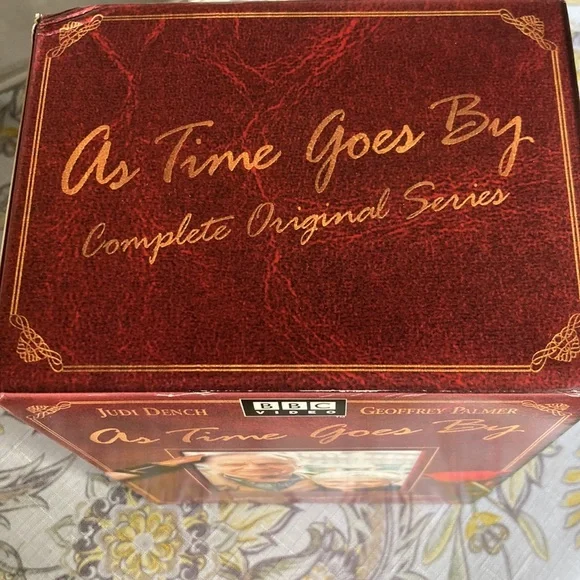 As Time Goes By
Complete Original Series
JUDI DENCH BBC VIDEO GEOFFREY PALMER
As Time Goes By